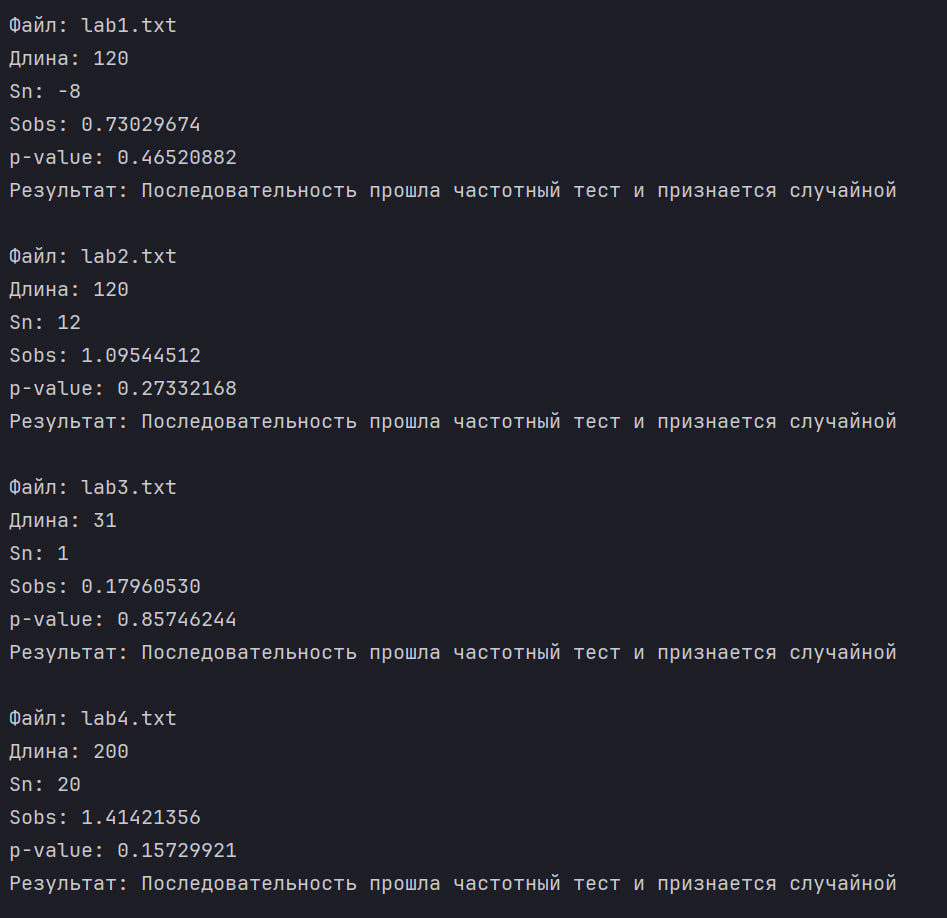 Файл: lab1.txt
Длина: 120
Sn: -8
Sobs: 0.73029674
p-value: 0.46520882
Результат: Последовательность прошла частотный тест и признается случайной
Файл: lab2.txt
Длина: 120
Sn: 12
Sobs: 1.09544512
p-value: 0.27332168
Результат: Последовательность прошла частотный тест и признается случайной
Файл: lab3.txt
Длина: 31
Sn: 1
Sobs: 0.17960530
p-value: 0.85746244
Результат: Последовательность прошла частотный тест и признается случайной
Файл: lab4.txt
Длина: 200
Sn: 20
Sobs: 1.41421356
p-value: 0.15729921
Результат: Последовательность прошла частотный тест и признается случайной